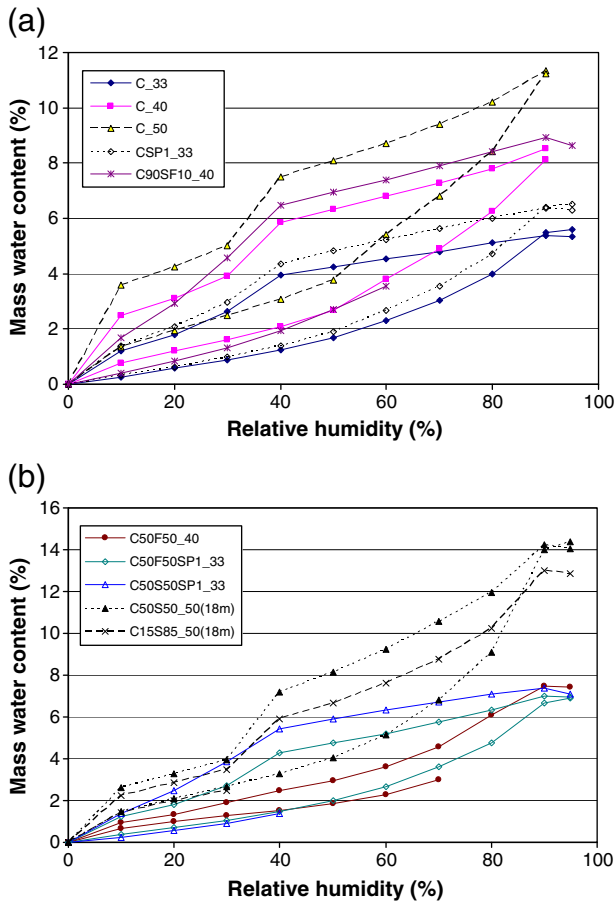 (a)
12
10
8
6
4
2
0
Mass water content (%)
C_33
C_40
C_50
CSP1_33
C90SF10_40
0 20 40 60 80 100
Relative humidity (%)
(b)
16
14
12
10
8
6
4
2
0
Mass water content (%)
C50F50_40
C50F50SP1_33
C50S50SP1_33
C50S50_50(18m)
C15S85_50(18m)
0 20 40 60 80 100
Relative humidity (%)